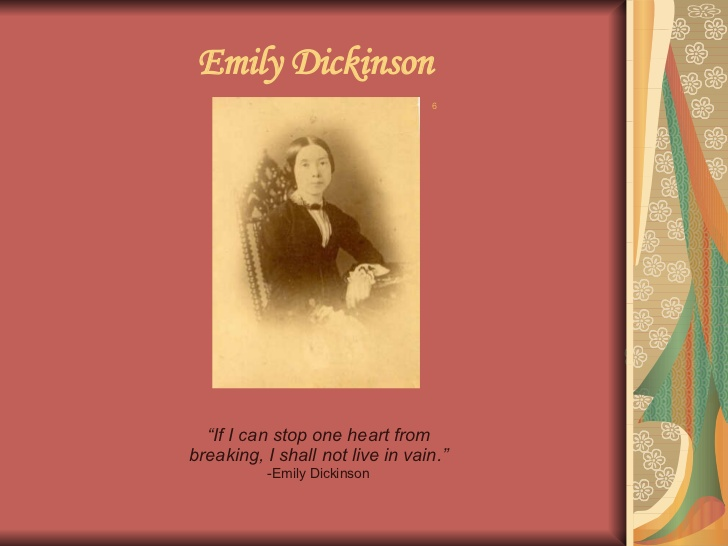 Emily Dickinson
6
“If I can stop one heart from
breaking, I shall not live in vain.”
-Emily Dickinson